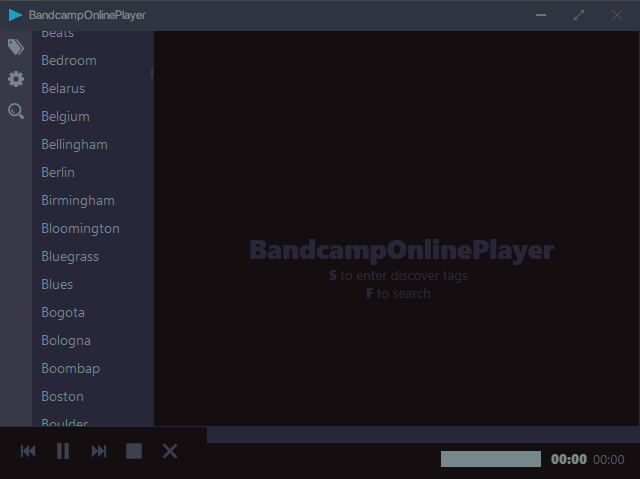 BandcampOnlinePlayer
Beats
Bedroom
Belarus
Belgium
Bellingham
Berlin
Birmingham
Bloomington
Bluegrass
Blues
Bogota
Bologna
Boombap
Boston
Boulder
BandcampOnlinePlayer
S to enter discover tags
F to search
00:00 00:00